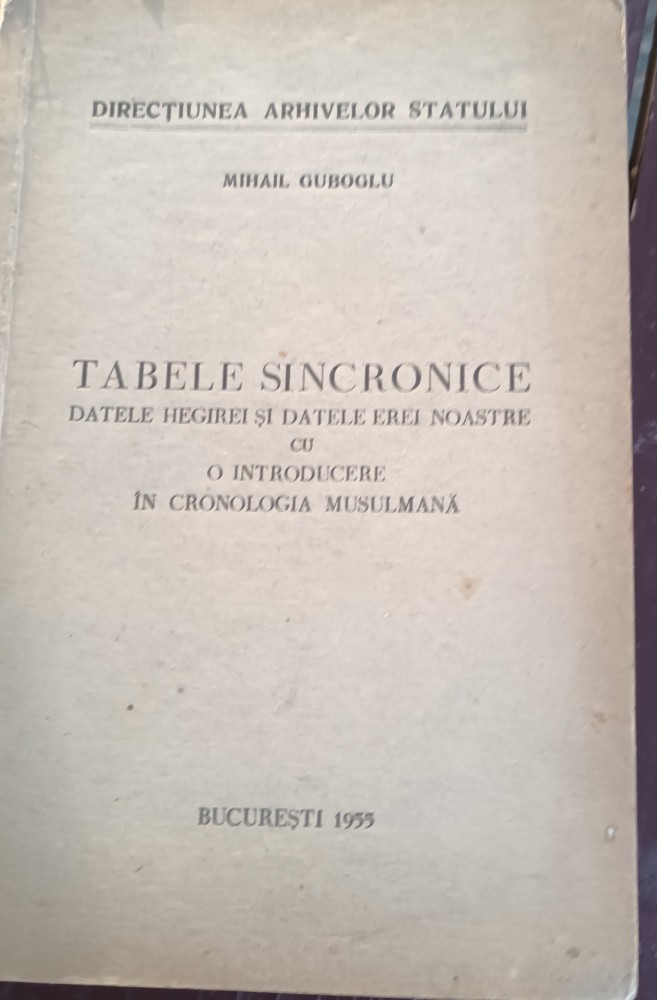 DIRECȚIUNEA ARHIVELOR STATULUI
MIHAIL GUBOGLU
TABELE SINCRONICE
DATELE HEGIREI ȘI DATELE EREI NOASTRE
CU
O INTRODUCERE
ÎN CRONOLOGIA MUSULMANĂ
BUCUREȘTI 1955